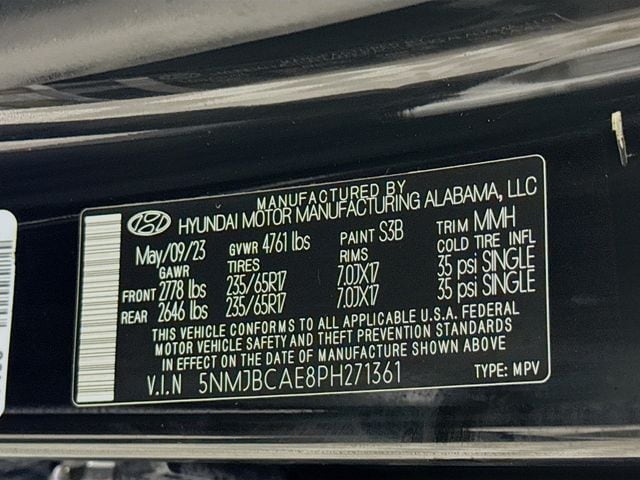 MANUFACTURED BY
HYUNDAI MOTOR MANUFACTURING ALABAMA, LLC
May/09/23 GVWR 4761 lbs PAINT S3B TRIM MMH
GAWR TIRES RIMS COLD TIRE INFL
FRONT 2778 lbs 235/65R17 7.0JX17 35 psi SINGLE
REAR 2646 lbs 235/65R17 7.0JX17 35 psi SINGLE
THIS VEHICLE CONFORMS TO ALL APPLICABLE U.S.A. FEDERAL
MOTOR VEHICLE SAFETY AND THEFT PREVENTION STANDARDS
IN EFFECT ON THE DATE OF MANUFACTURE SHOWN ABOVE
V.I.N 5NMJBCAE8PH271361 TYPE: MPV